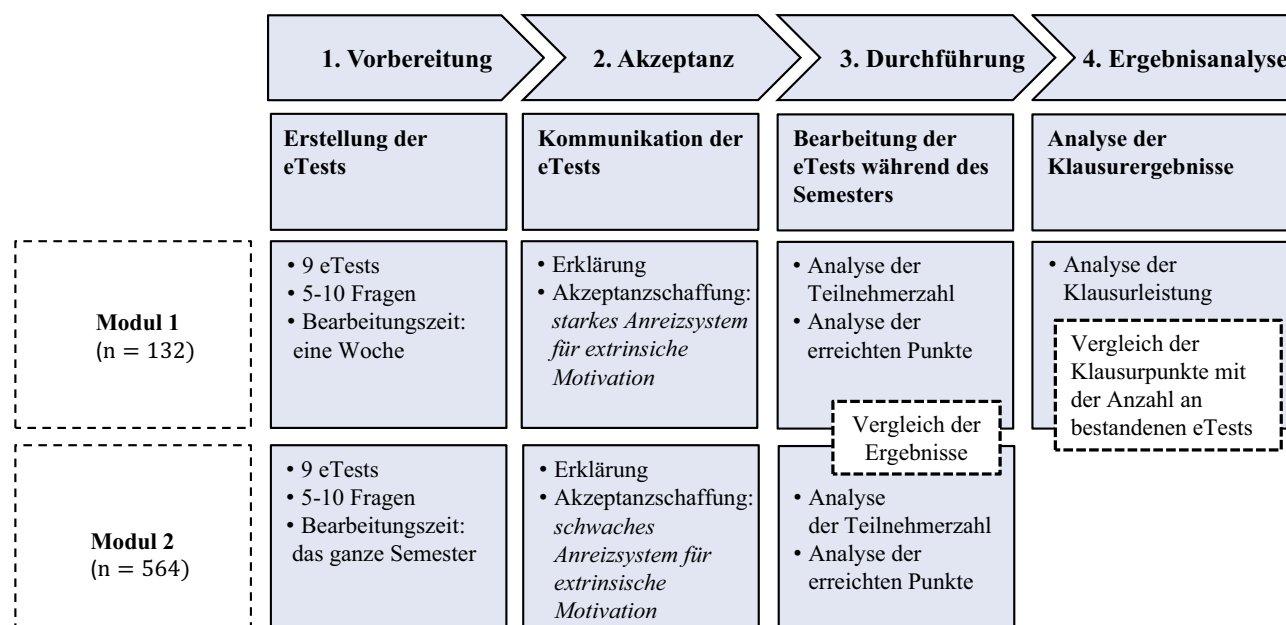 1. Vorbereitung
2. Akzeptanz
3. Durchführung
4. Ergebnisanalyse
Erstellung der
eTests
Kommunikation der
eTests
Bearbeitung der
eTests während des
Semesters
Analyse der
Klausurergebnisse
Modul 1
(n = 132)
• 9 eTests
• 5-10 Fragen
• Bearbeitungszeit:
eine Woche
• Erklärung
• Akzeptanzschaffung:
starkes Anreizsystem
für extrinsiche
Motivation
• Analyse der
Teilnehmerzahl
• Analyse der
erreichten Punkte
• Analyse der
Klausurleistung
Vergleich der
Klausurpunkte mit
der Anzahl an
bestandenen eTests
Vergleich der
Ergebnisse
Modul 2
(n = 564)
• 9 eTests
• 5-10 Fragen
• Bearbeitungszeit:
das ganze Semester
• Erklärung
• Akzeptanzschaffung:
schwaches
Anreizsystem für
extrinsische
Motivation
• Analyse
der Teilnehmerzahl
• Analyse der
erreichten Punkte